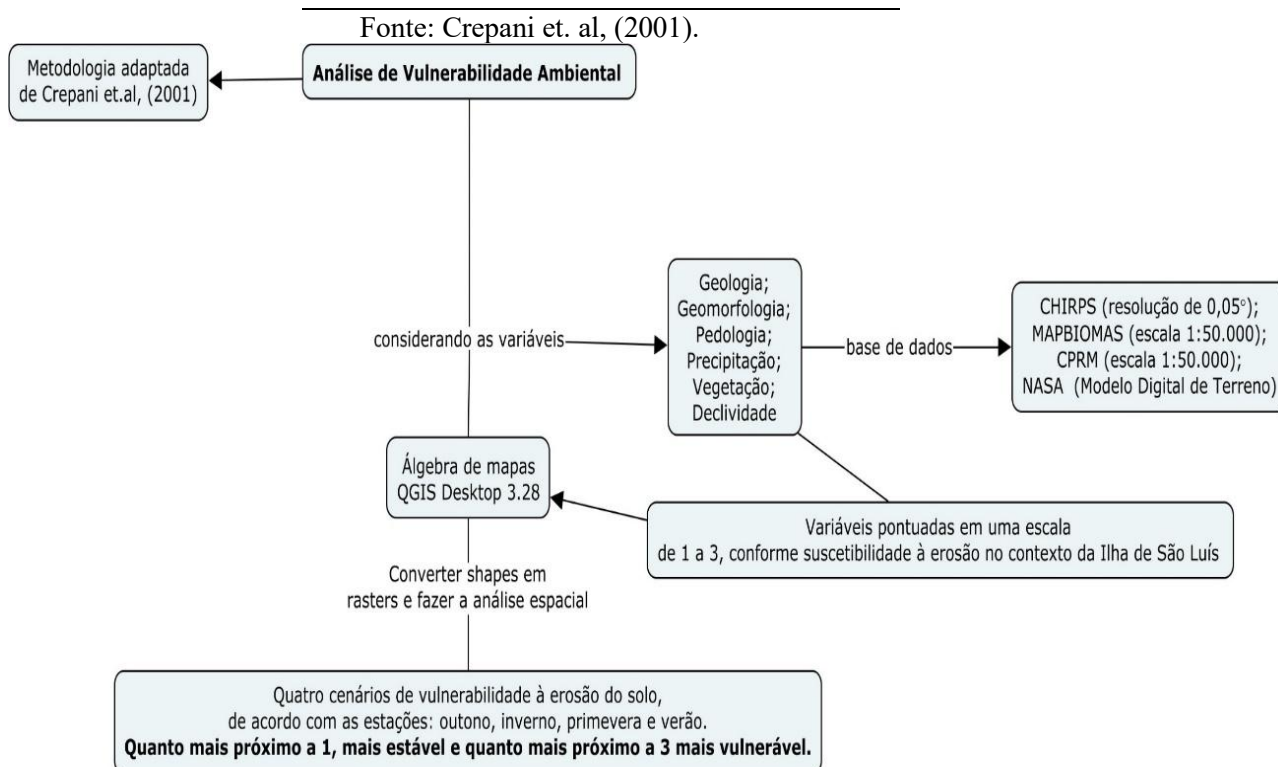 Fonte: Crepani et. al, (2001).
Metodologia adaptada
de Crepani et.al, (2001)
Análise de Vulnerabilidade Ambiental
considerando as variáveis
Geologia;
Geomorfologia;
Pedologia;
Precipitação;
Vegetação;
Declividade
base de dados
CHIRPS (resolução de 0,05°);
MAPBIOMAS (escala 1:50.000);
CPRM (escala 1:50.000);
NASA (Modelo Digital de Terreno)
Álgebra de mapas
QGIS Desktop 3.28
Variáveis pontuadas em uma escala
de 1 a 3, conforme suscetibilidade à erosão no contexto da Ilha de São Luís
Converter shapes em
rasters e fazer a análise espacial
Quatro cenários de vulnerabilidade à erosão do solo,
de acordo com as estações: outono, inverno, primevera e verão.
Quanto mais próximo a 1, mais estável e quanto mais próximo a 3 mais vulnerável.